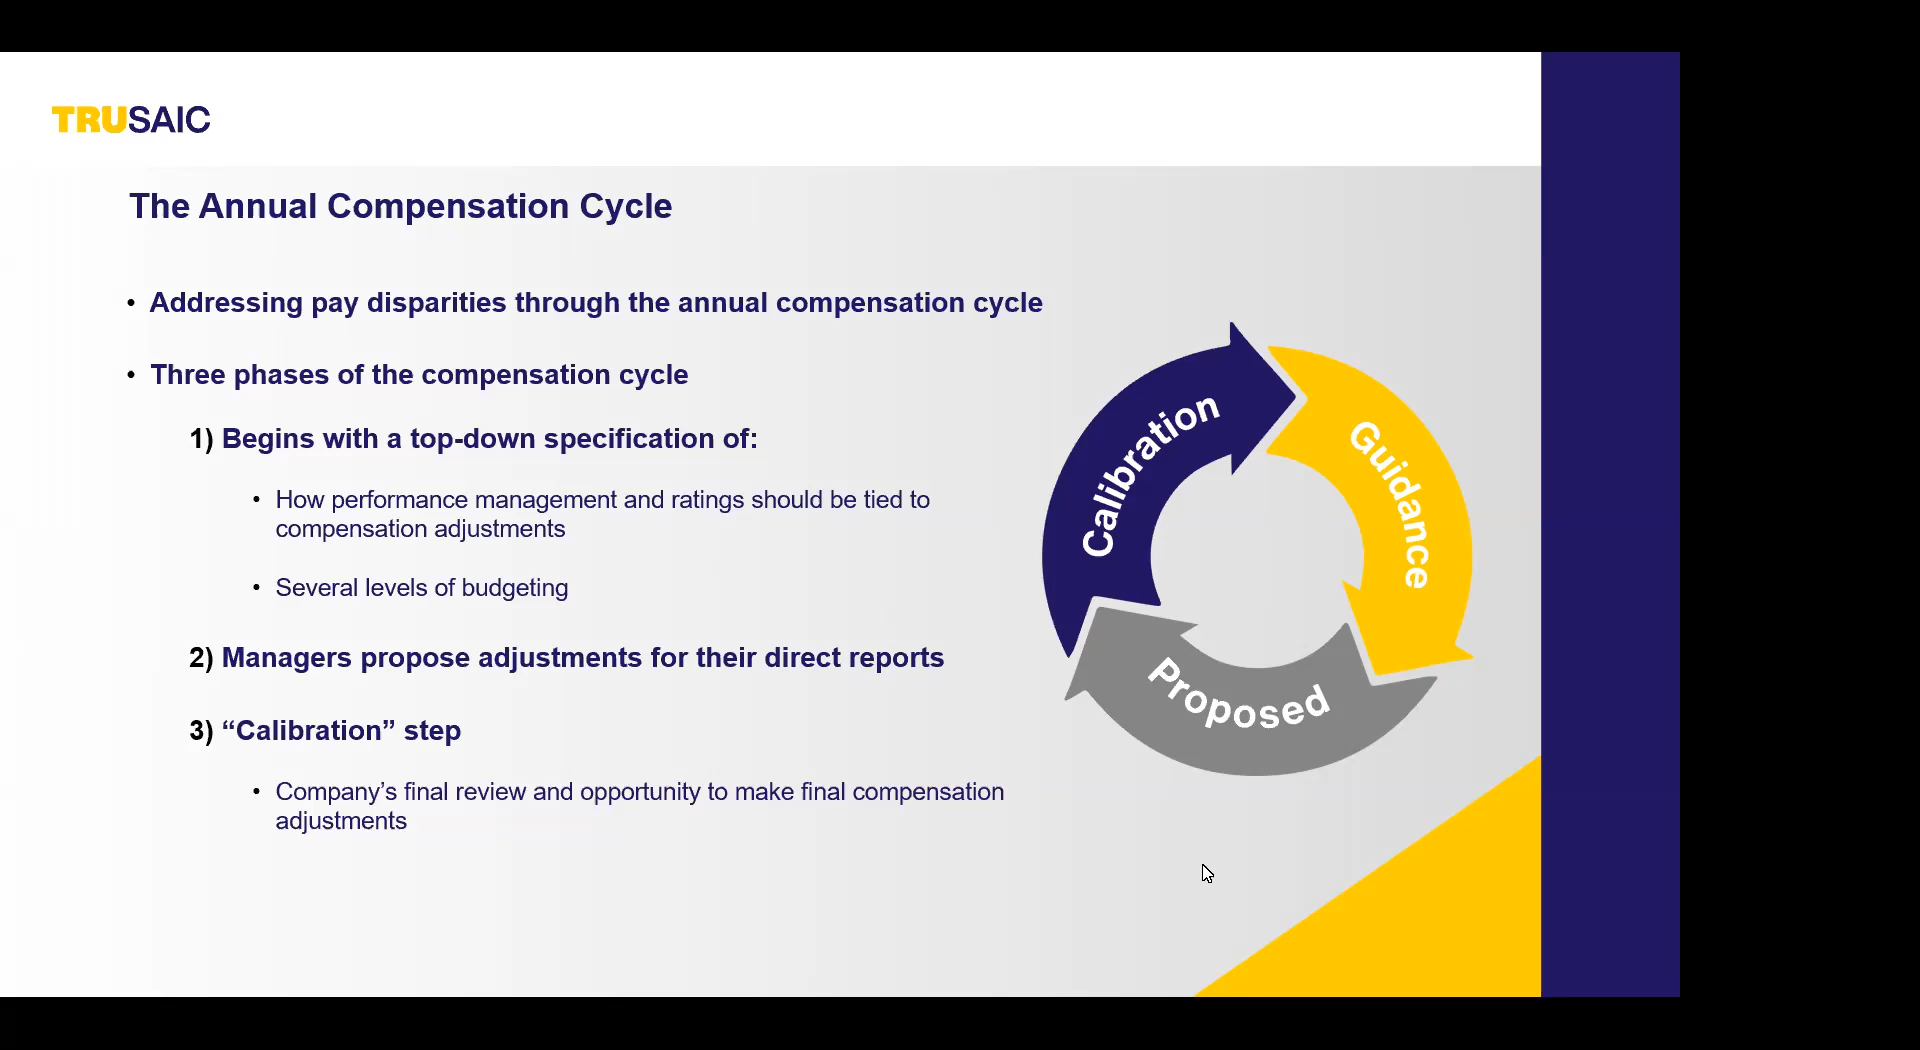 TRUSAIC
The Annual Compensation Cycle
• Addressing pay disparities through the annual compensation cycle
• Three phases of the compensation cycle
1) Begins with a top-down specification of:
• How performance management and ratings should be tied to
compensation adjustments
• Several levels of budgeting
2) Managers propose adjustments for their direct reports
3) “Calibration” step
• Company’s final review and opportunity to make final compensation
adjustments
Calibration
Guidance
Proposed